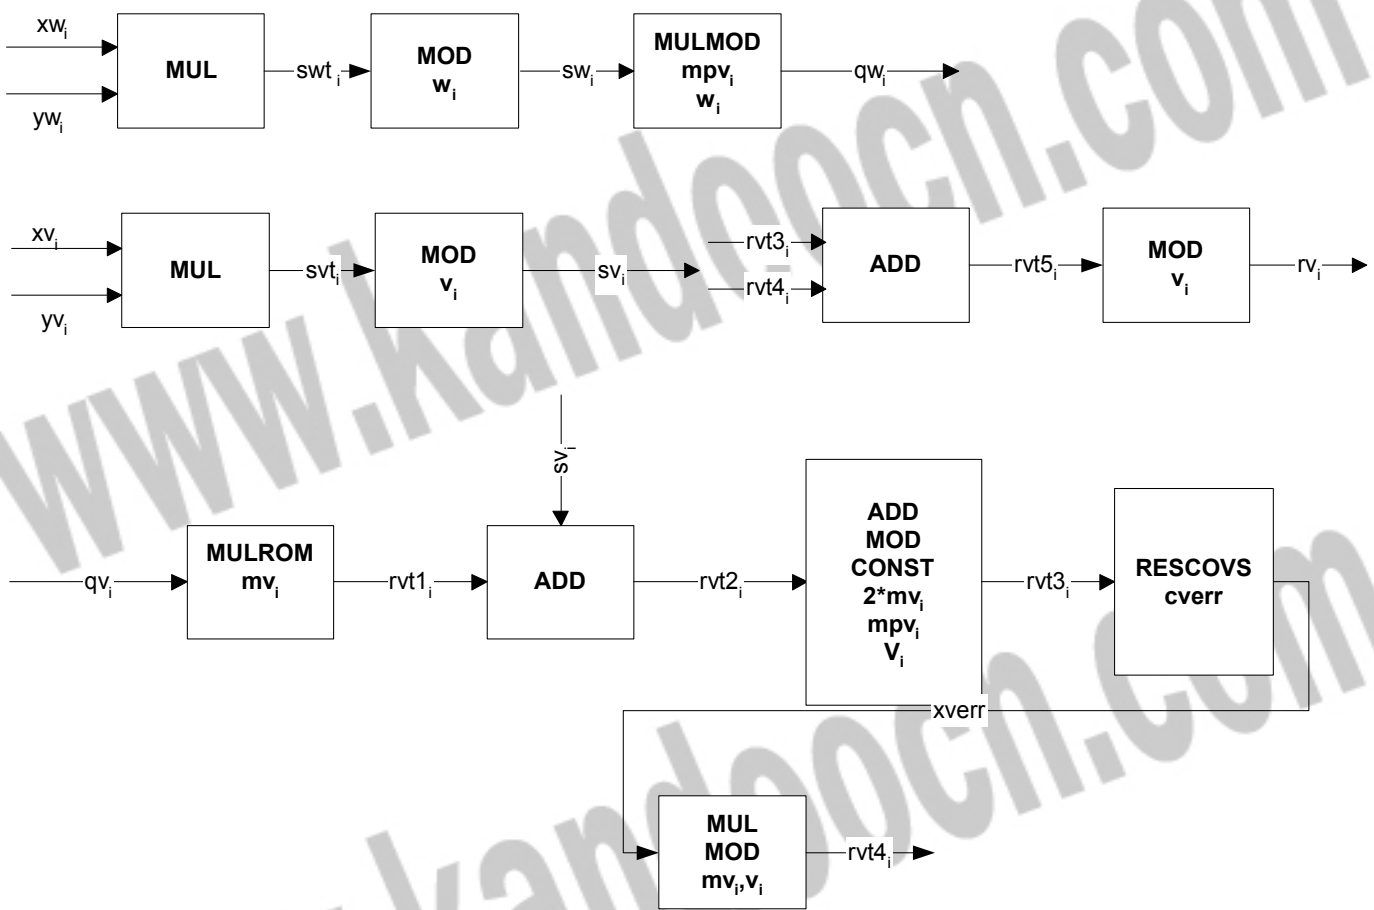 xwᵢ
ywᵢ
MUL
swtᵢ
MOD
wᵢ
swᵢ
MULMOD
mpvᵢ
wᵢ
qwᵢ
xvᵢ
yvᵢ
MUL
svtᵢ
MOD
vᵢ
svᵢ
rvt3ᵢ
rvt4ᵢ
ADD
rvt5ᵢ
MOD
vᵢ
rvᵢ
svᵢ
qvᵢ
MULROM
mvᵢ
rvt1ᵢ
ADD
rvt2ᵢ
ADD
MOD
CONST
2*mvᵢ
mpvᵢ
Vᵢ
rvt3ᵢ
RESCOVS
cverr
xverr
MUL
MOD
mvᵢ,vᵢ
rvt4ᵢ
www.kandoocn.com
www.kandoocn.com